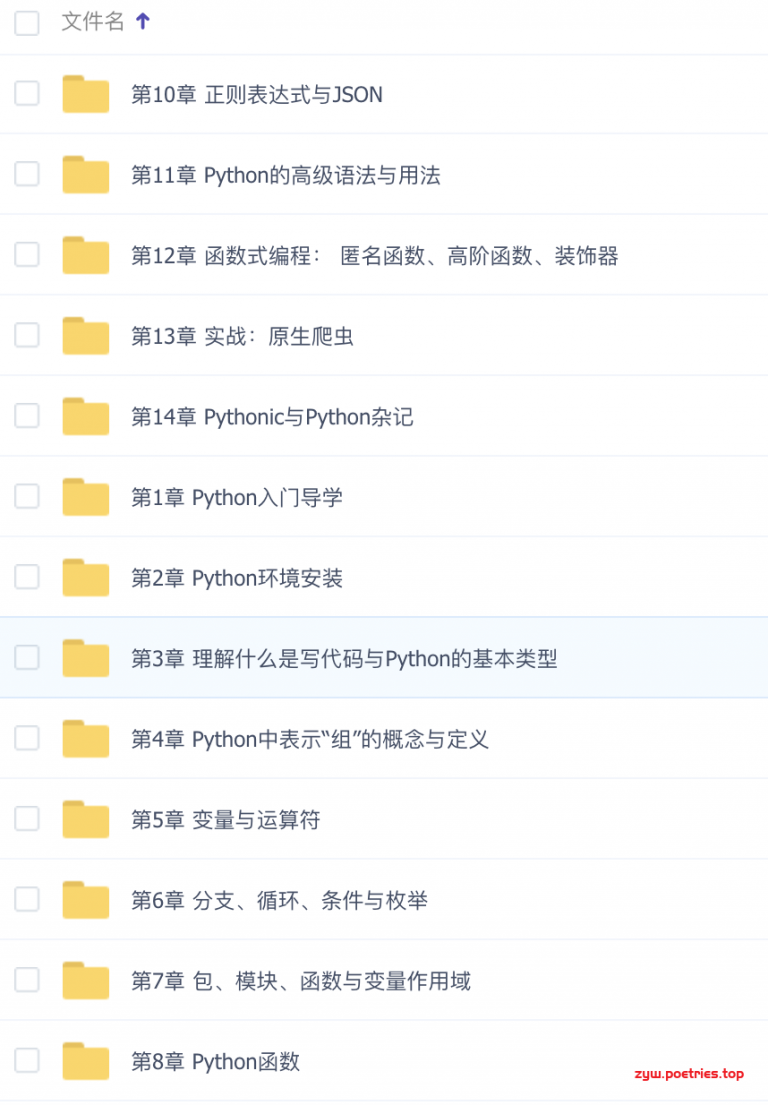 文件名
第10章 正则表达式与JSON
第11章 Python的高级语法与用法
第12章 函数式编程： 匿名函数、高阶函数、装饰器
第13章 实战：原生爬虫
第14章 Pythonic与Python杂记
第1章 Python入门导学
第2章 Python环境安装
第3章 理解什么是写代码与Python的基本类型
第4章 Python中表示“组”的概念与定义
第5章 变量与运算符
第6章 分支、循环、条件与枚举
第7章 包、模块、函数与变量作用域
第8章 Python函数
zyw.poetries.top